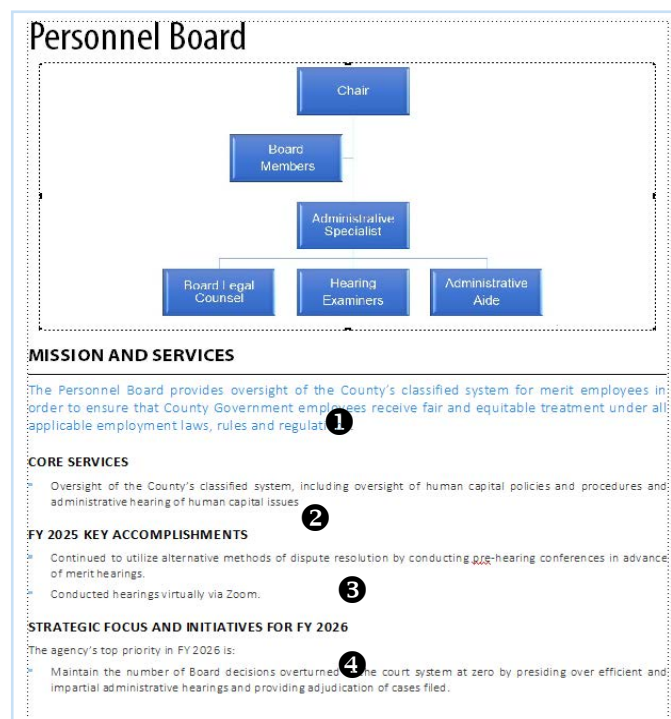 Personnel Board
Chair
Board
Members
Administrative
Specialist
Board Legal
Counsel
Hearing
Examiners
Administrative
Aide
MISSION AND SERVICES
The Personnel Board provides oversight of the County's classified system for merit employees in
order to ensure that County Government employees receive fair and equitable treatment under all
applicable employment laws, rules and
❶
CORE SERVICES
» Oversight of the County's classified system, including oversight of human capital policies and procedures and
administrative hearing of human capital issues
❷
FY 2025 KEY ACCOMPLISHMENTS
» Continued to utilize alternative methods of dispute resolution by conducting pre-hearing conferences in advance
of merit hearings.
» Conducted hearings virtually via Zoom.
❸
STRATEGIC FOCUS AND INITIATIVES FOR FY 2026
The agency's top priority in FY 2026 is:
❹
» Maintain the number of Board decisions overturned the court system at zero by presiding over efficient and
impartial administrative hearings and providing adjudication of cases filed.